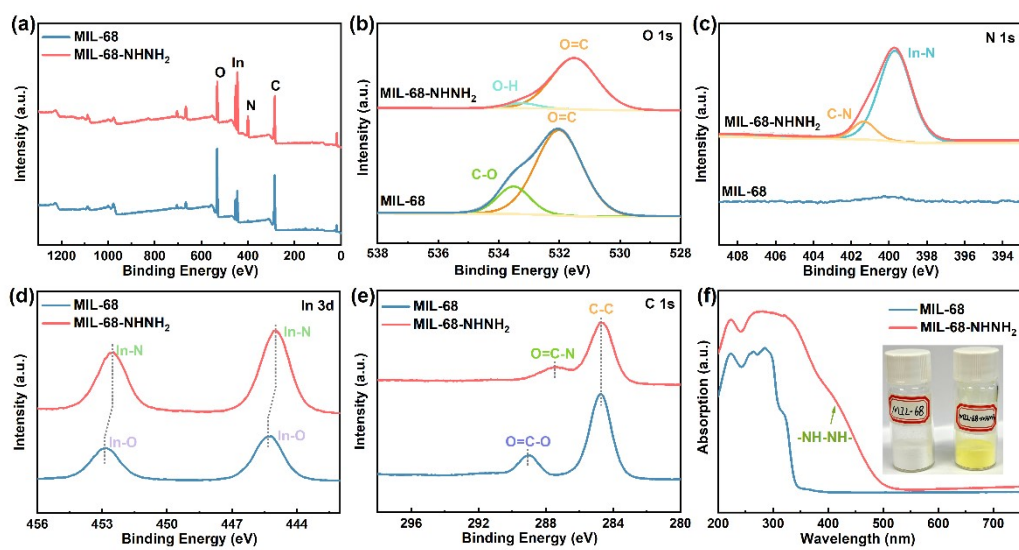 (a)
MIL-68
MIL-68-NHNH₂
O
In
N
C
Intensity (a.u.)
1200 1000 800 600 400 200 0
Binding Energy (eV)
(b)
O 1s
O=C
O-H
MIL-68-NHNH₂
O=C
C-O
MIL-68
Intensity (a.u.)
538 536 534 532 530 528
Binding Energy (eV)
(c)
N 1s
In-N
MIL-68-NHNH₂
C-N
MIL-68
Intensity (a.u.)
408 406 404 402 400 398 396 394
Binding Energy (eV)
(d)
In 3d
MIL-68
MIL-68-NHNH₂
In-N
In-N
In-O
In-O
Intensity (a.u.)
456 453 450 447 444
Binding Energy (eV)
(e)
C 1s
MIL-68
MIL-68-NHNH₂
C-C
O=C-N
O=C-O
Intensity (a.u.)
296 292 288 284 280
Binding Energy (eV)
(f)
MIL-68
MIL-68-NHNH₂
-NH-NH-
MIL-68
Absorption (a.u.)
200 300 400 500 600 700
Wavelength (nm)